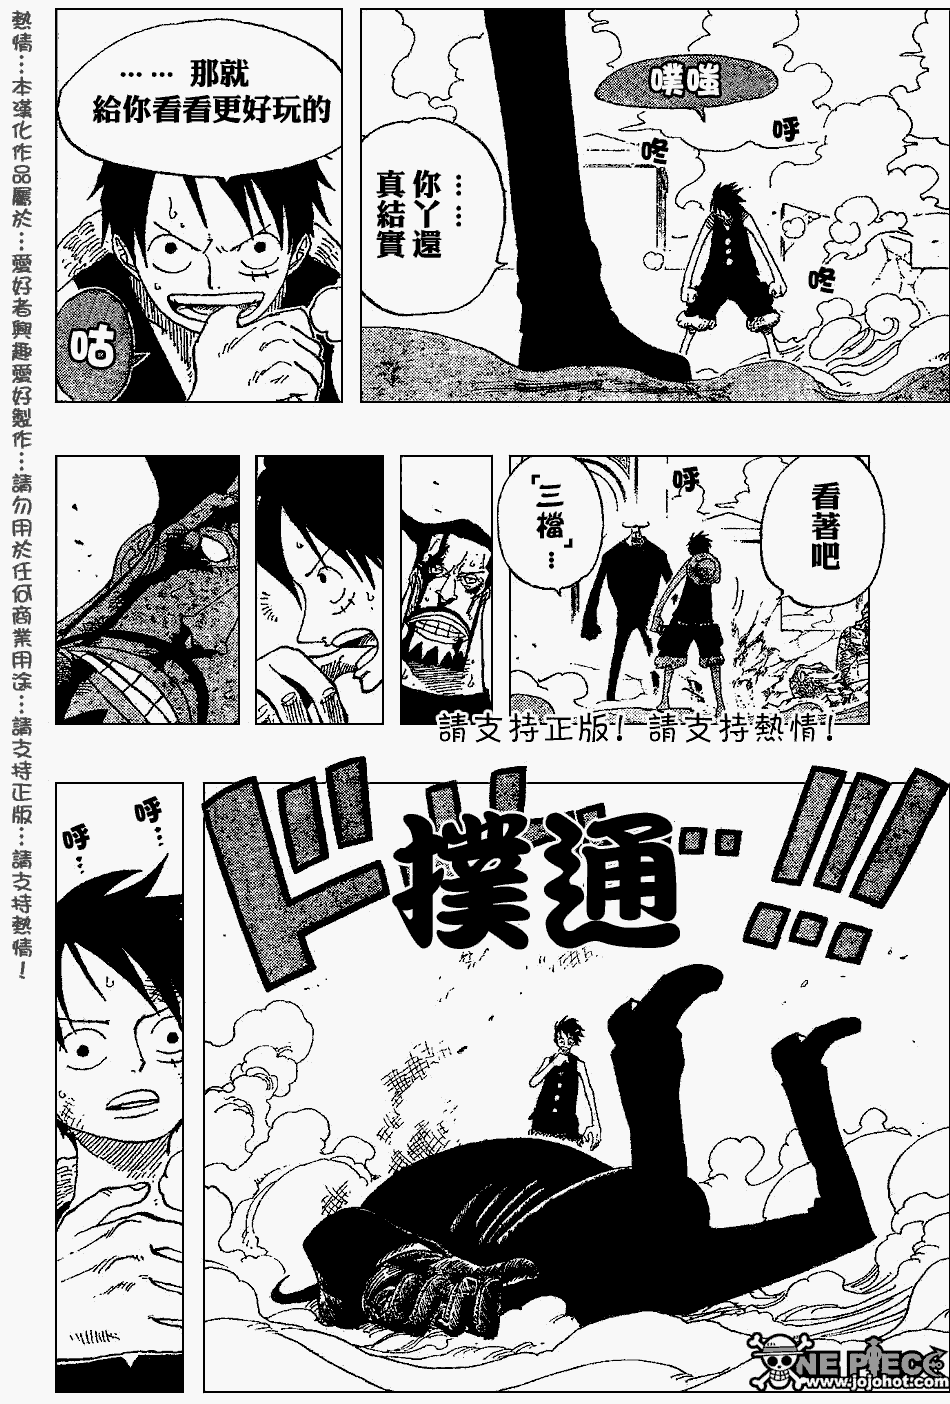 噗嗤
呼
咚
咚
……
你丫還
真結實
……那就
給你看看更好玩的
咕
看著吧
呼
「三檔」…
請支持正版！請支持熱情！
ドドド……!!!
撲通
呼…
呼…
熱情…本漢化作品屬於…愛好者興趣愛好製作…請勿用於任何商業用途…請支持正版…請支持熱情！
ONE PIECE
www.jojohot.com